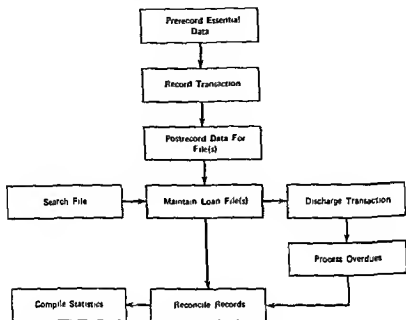 Prerecord Essential
Data
Record Transaction
Postrecord Data For
File(s)
Search File
Maintain Loan File(s)
Discharge Transaction
Process Overdues
Compile Statistics
Reconcile Records